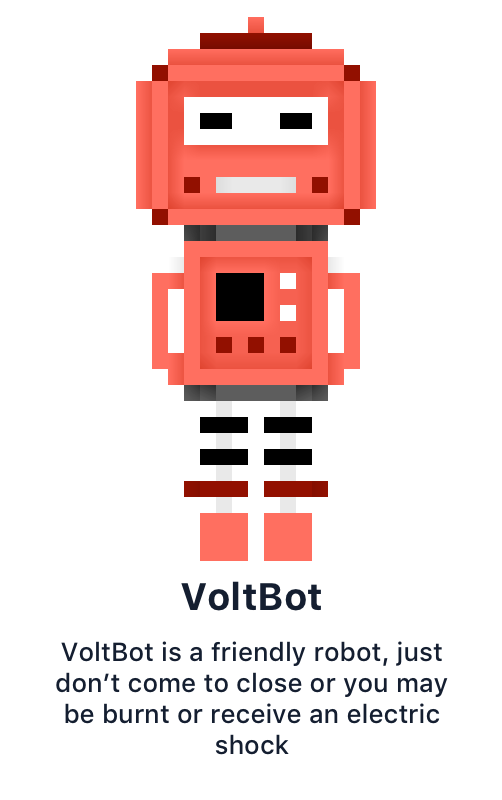 VoltBot
VoltBot is a friendly robot, just
don’t come to close or you may
be burnt or receive an electric
shock